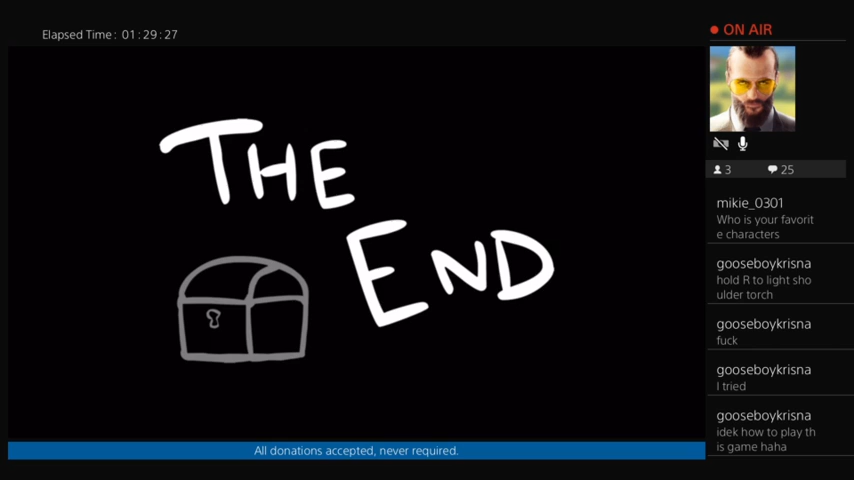 Elapsed Time: 01:29:27
ON AIR
THE
END
3
25
mikie_0301
Who is your favorit
e characters
gooseboykrisna
hold R to light sho
ulder torch
gooseboykrisna
fuck
gooseboykrisna
I tried
gooseboykrisna
idek how to play th
is game haha
All donations accepted, never required.